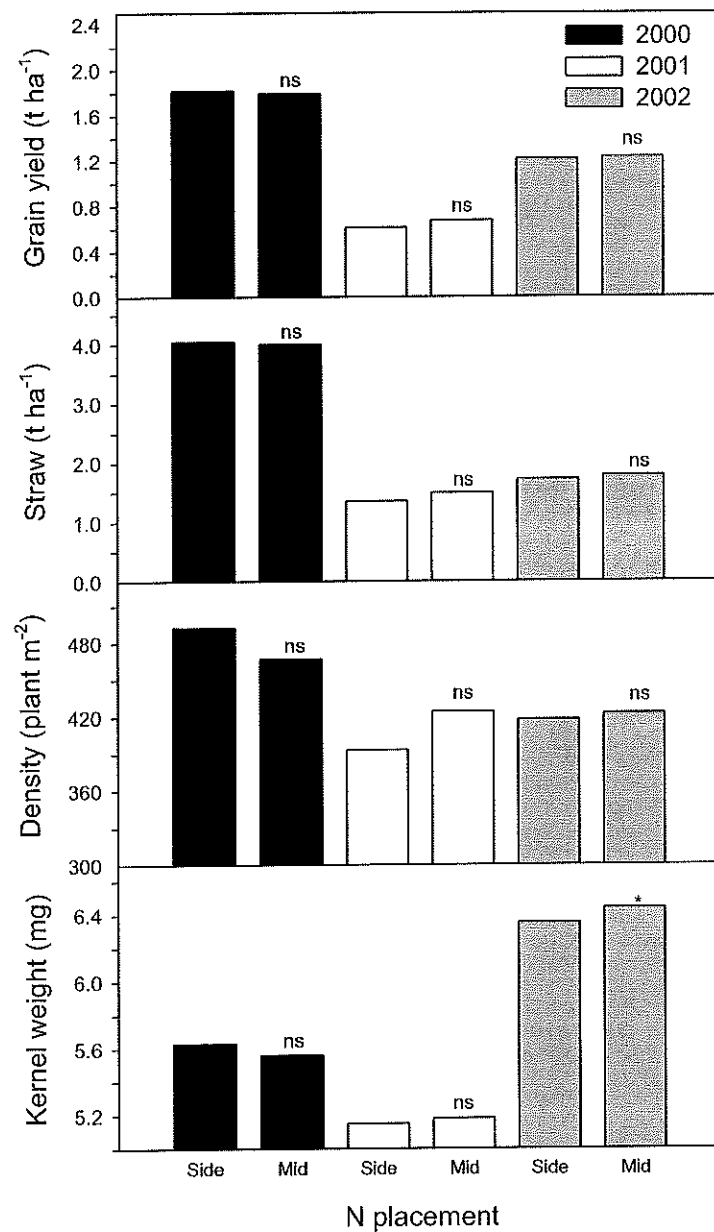 2000
2001
2002
Grain yield (t ha⁻¹)
2.4
2.0
1.6
1.2
0.8
0.4
0.0
ns
ns
ns
Straw (t ha⁻¹)
4.0
3.0
2.0
1.0
0.0
ns
ns
ns
Density (plant m⁻²)
480
420
360
300
ns
ns
ns
Kernel weight (mg)
6.4
6.0
5.6
5.2
ns
ns
*
Side Mid Side Mid Side Mid
N placement